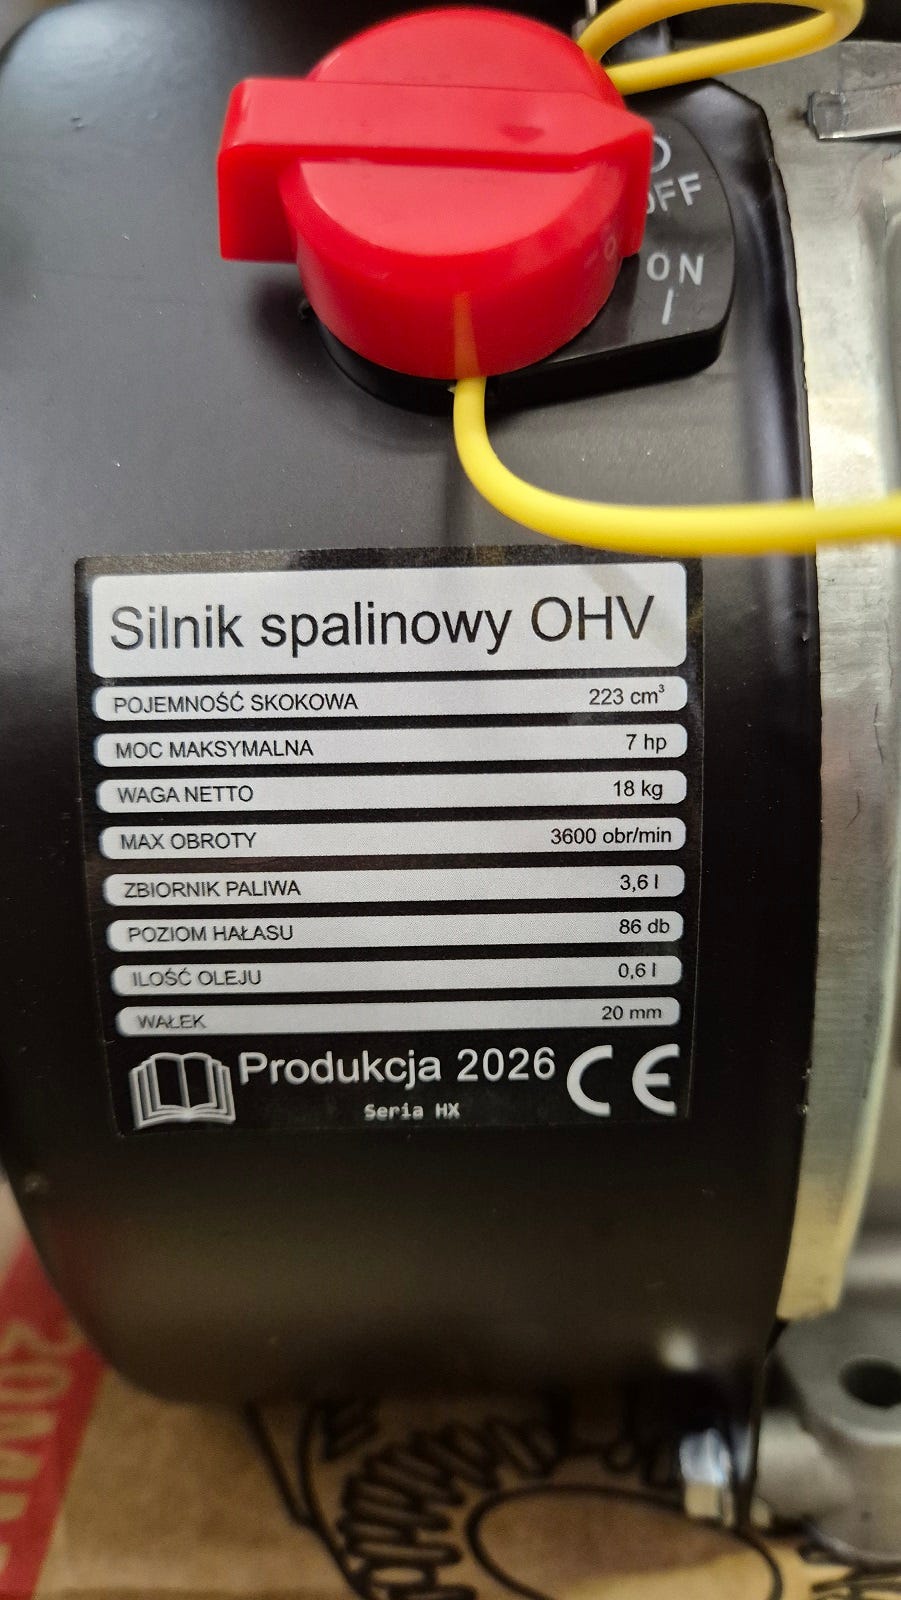 OFF
ON
Silnik spalinowy OHV
POJEMNOŚĆ SKOKOWA 223 cm³
MOC MAKSYMALNA 7 hp
WAGA NETTO 18 kg
MAX OBROTY 3600 obr/min
ZBIORNIK PALIWA 3,6 l
POZIOM HAŁASU 86 db
ILOŚĆ OLEJU 0,6 l
WAŁEK 20 mm
Produkcja 2026 CE
Seria HX